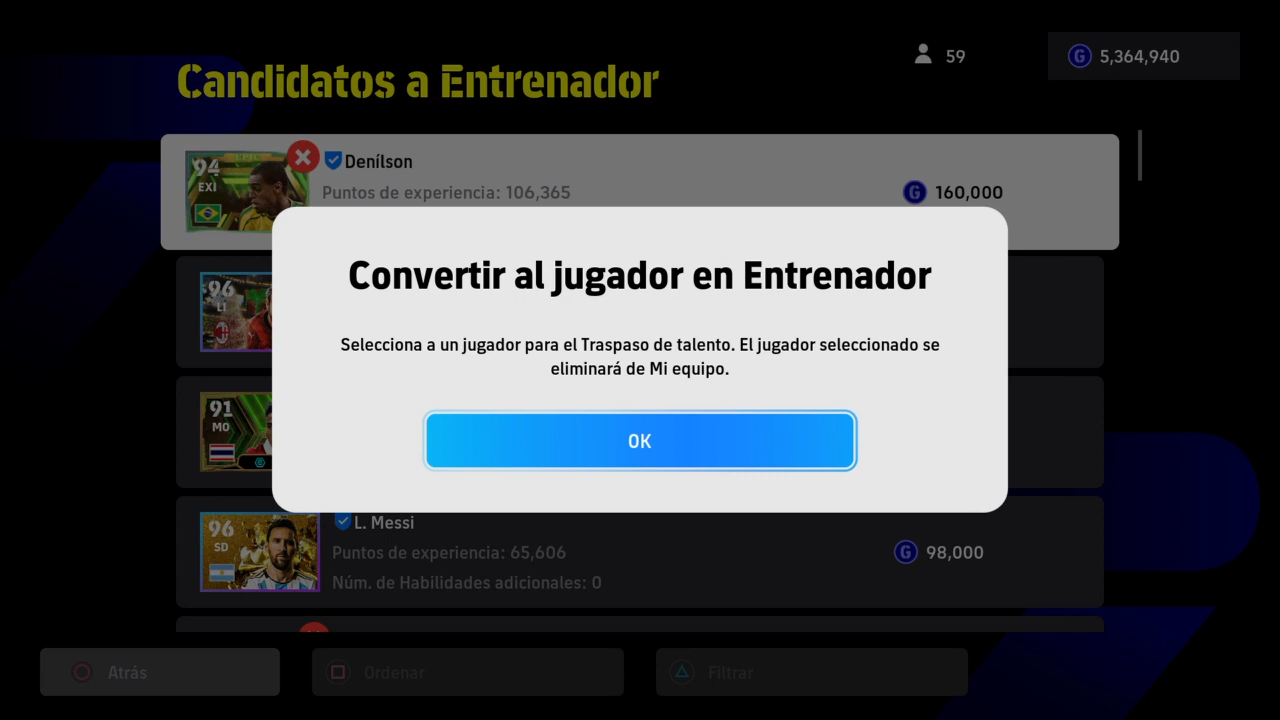 Candidatos a Entrenador
59
5,364,940
94
EXI
EPIC
Denílson
Puntos de experiencia: 106,365
160,000
96
LI
91
MO
Convertir al jugador en Entrenador
Selecciona a un jugador para el Traspaso de talento. El jugador seleccionado se
eliminará de Mi equipo.
OK
96
SD
L. Messi
Puntos de experiencia: 65,606
98,000
Núm. de Habilidades adicionales: 0
Atrás
Ordenar
Filtrar